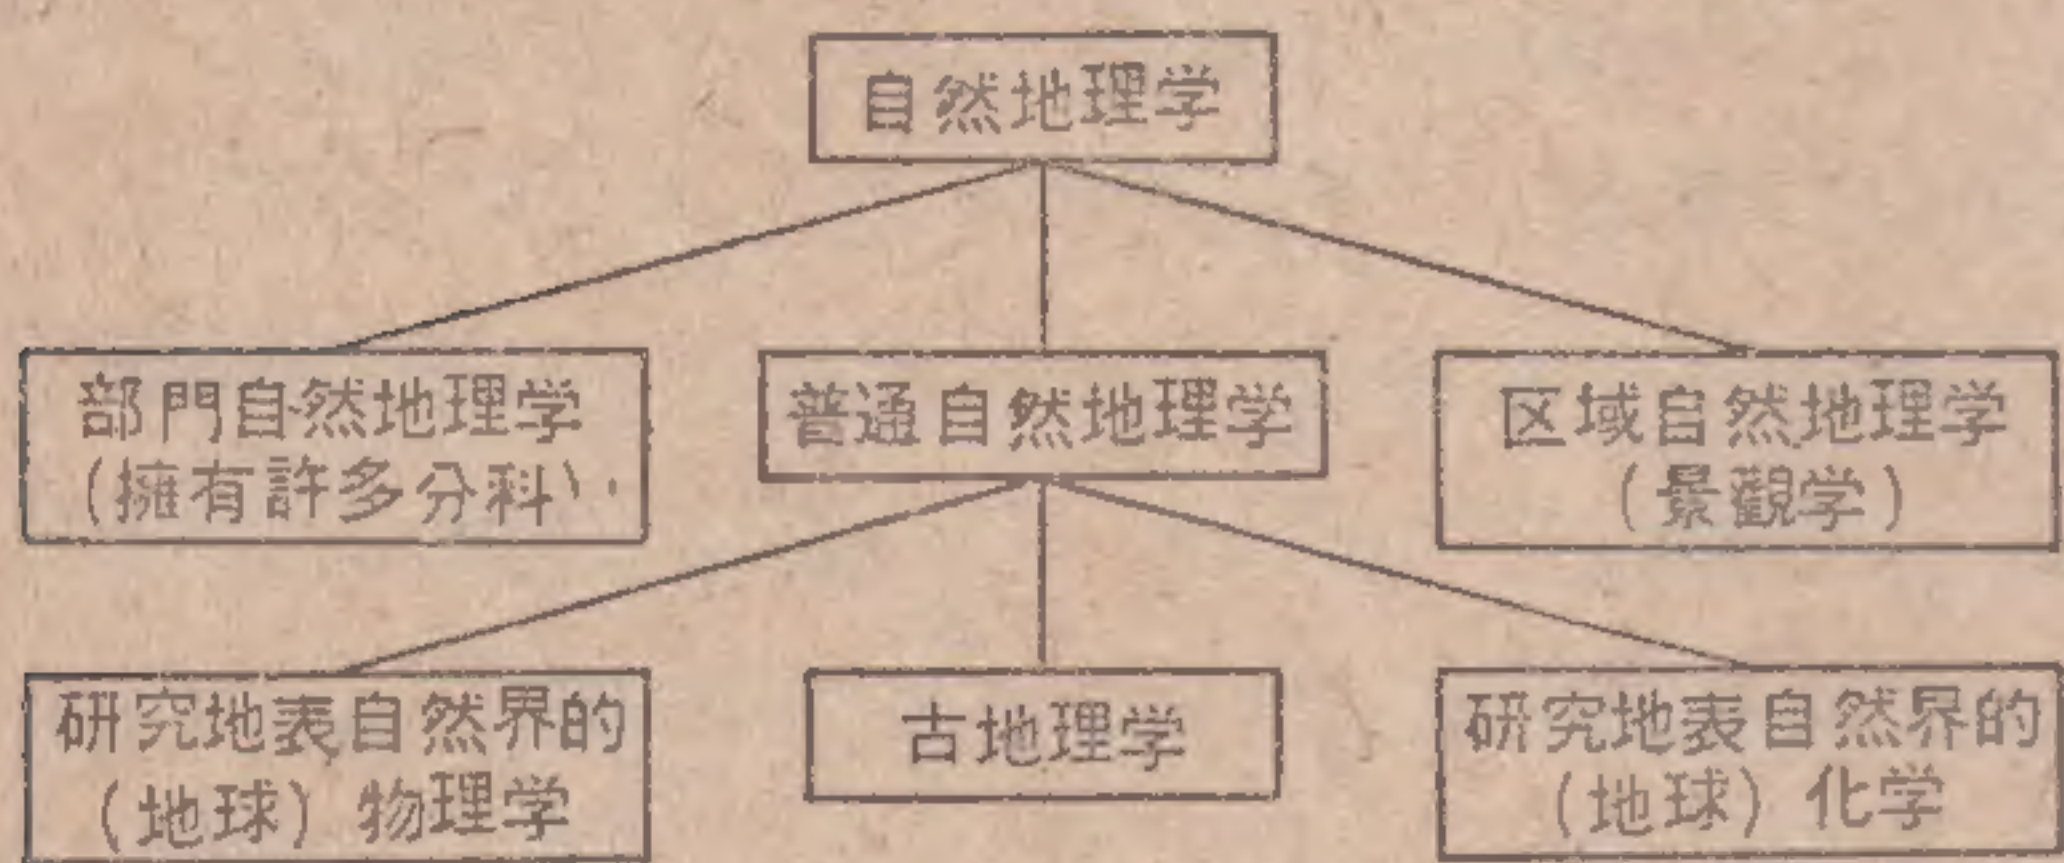 自然地理学
部門自然地理学
(擁有許多分科)
普通自然地理学
区域自然地理学
(景觀学)
研究地表自然界的
(地球) 物理学
古地理学
研究地表自然界的
(地球) 化学